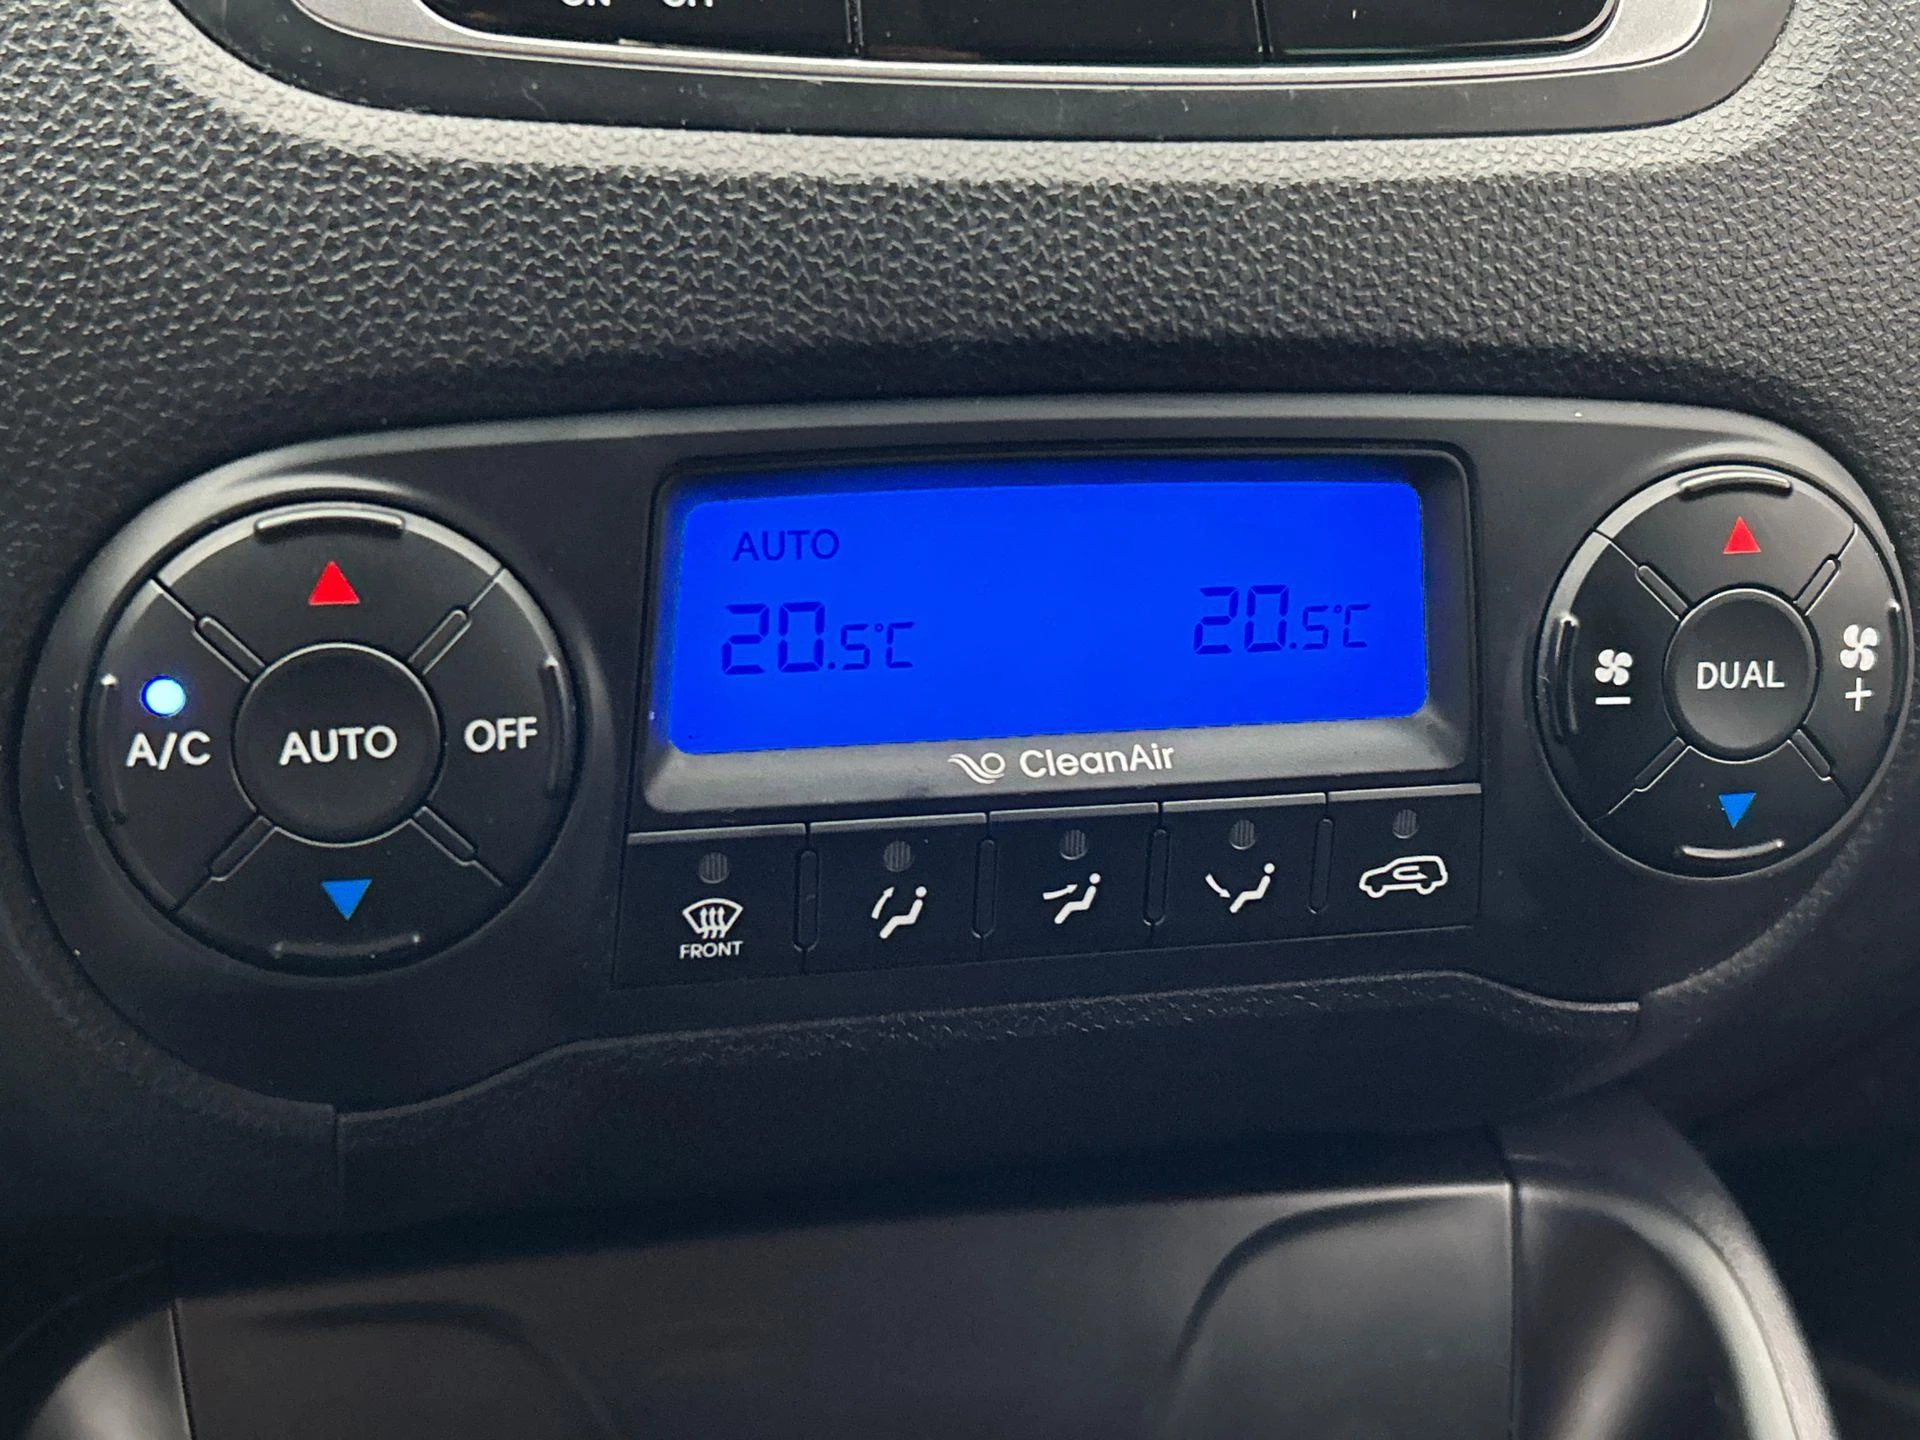 AUTO
20.5°C 20.5°C
CleanAir
A/C AUTO OFF
DUAL
FRONT